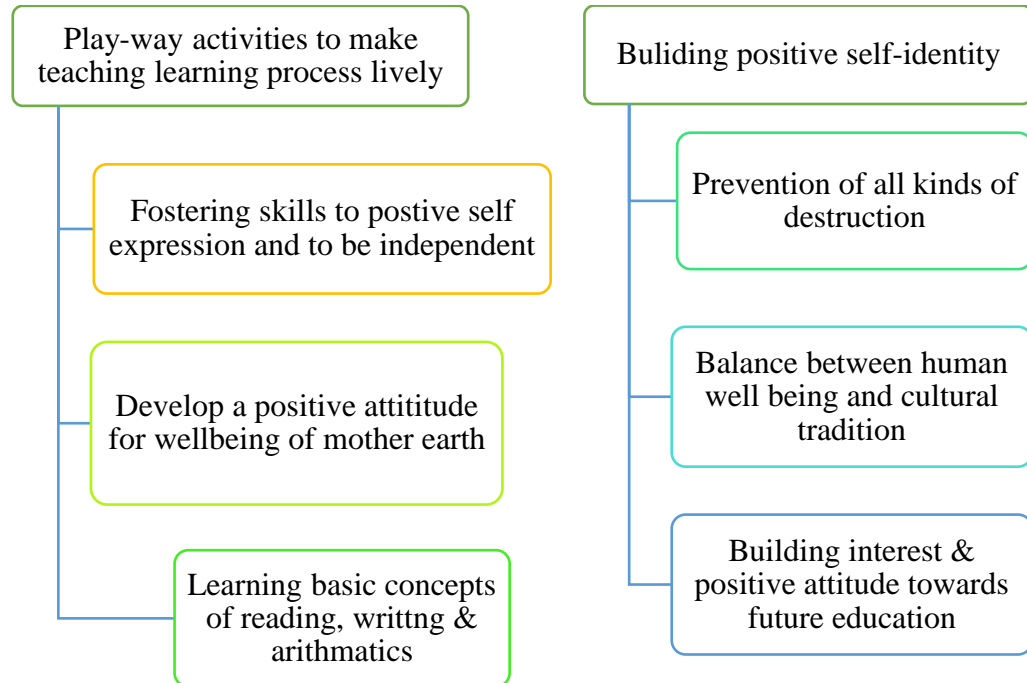 Play-way activities to make
teaching learning process lively
Fostering skills to postive self
expression and to be independent
Develop a positive attititude
for wellbeing of mother earth
Learning basic concepts
of reading, writtng &
arithmatics
Buliding positive self-identity
Prevention of all kinds of
destruction
Balance between human
well being and cultural
tradition
Building interest &
positive attitude towards
future education